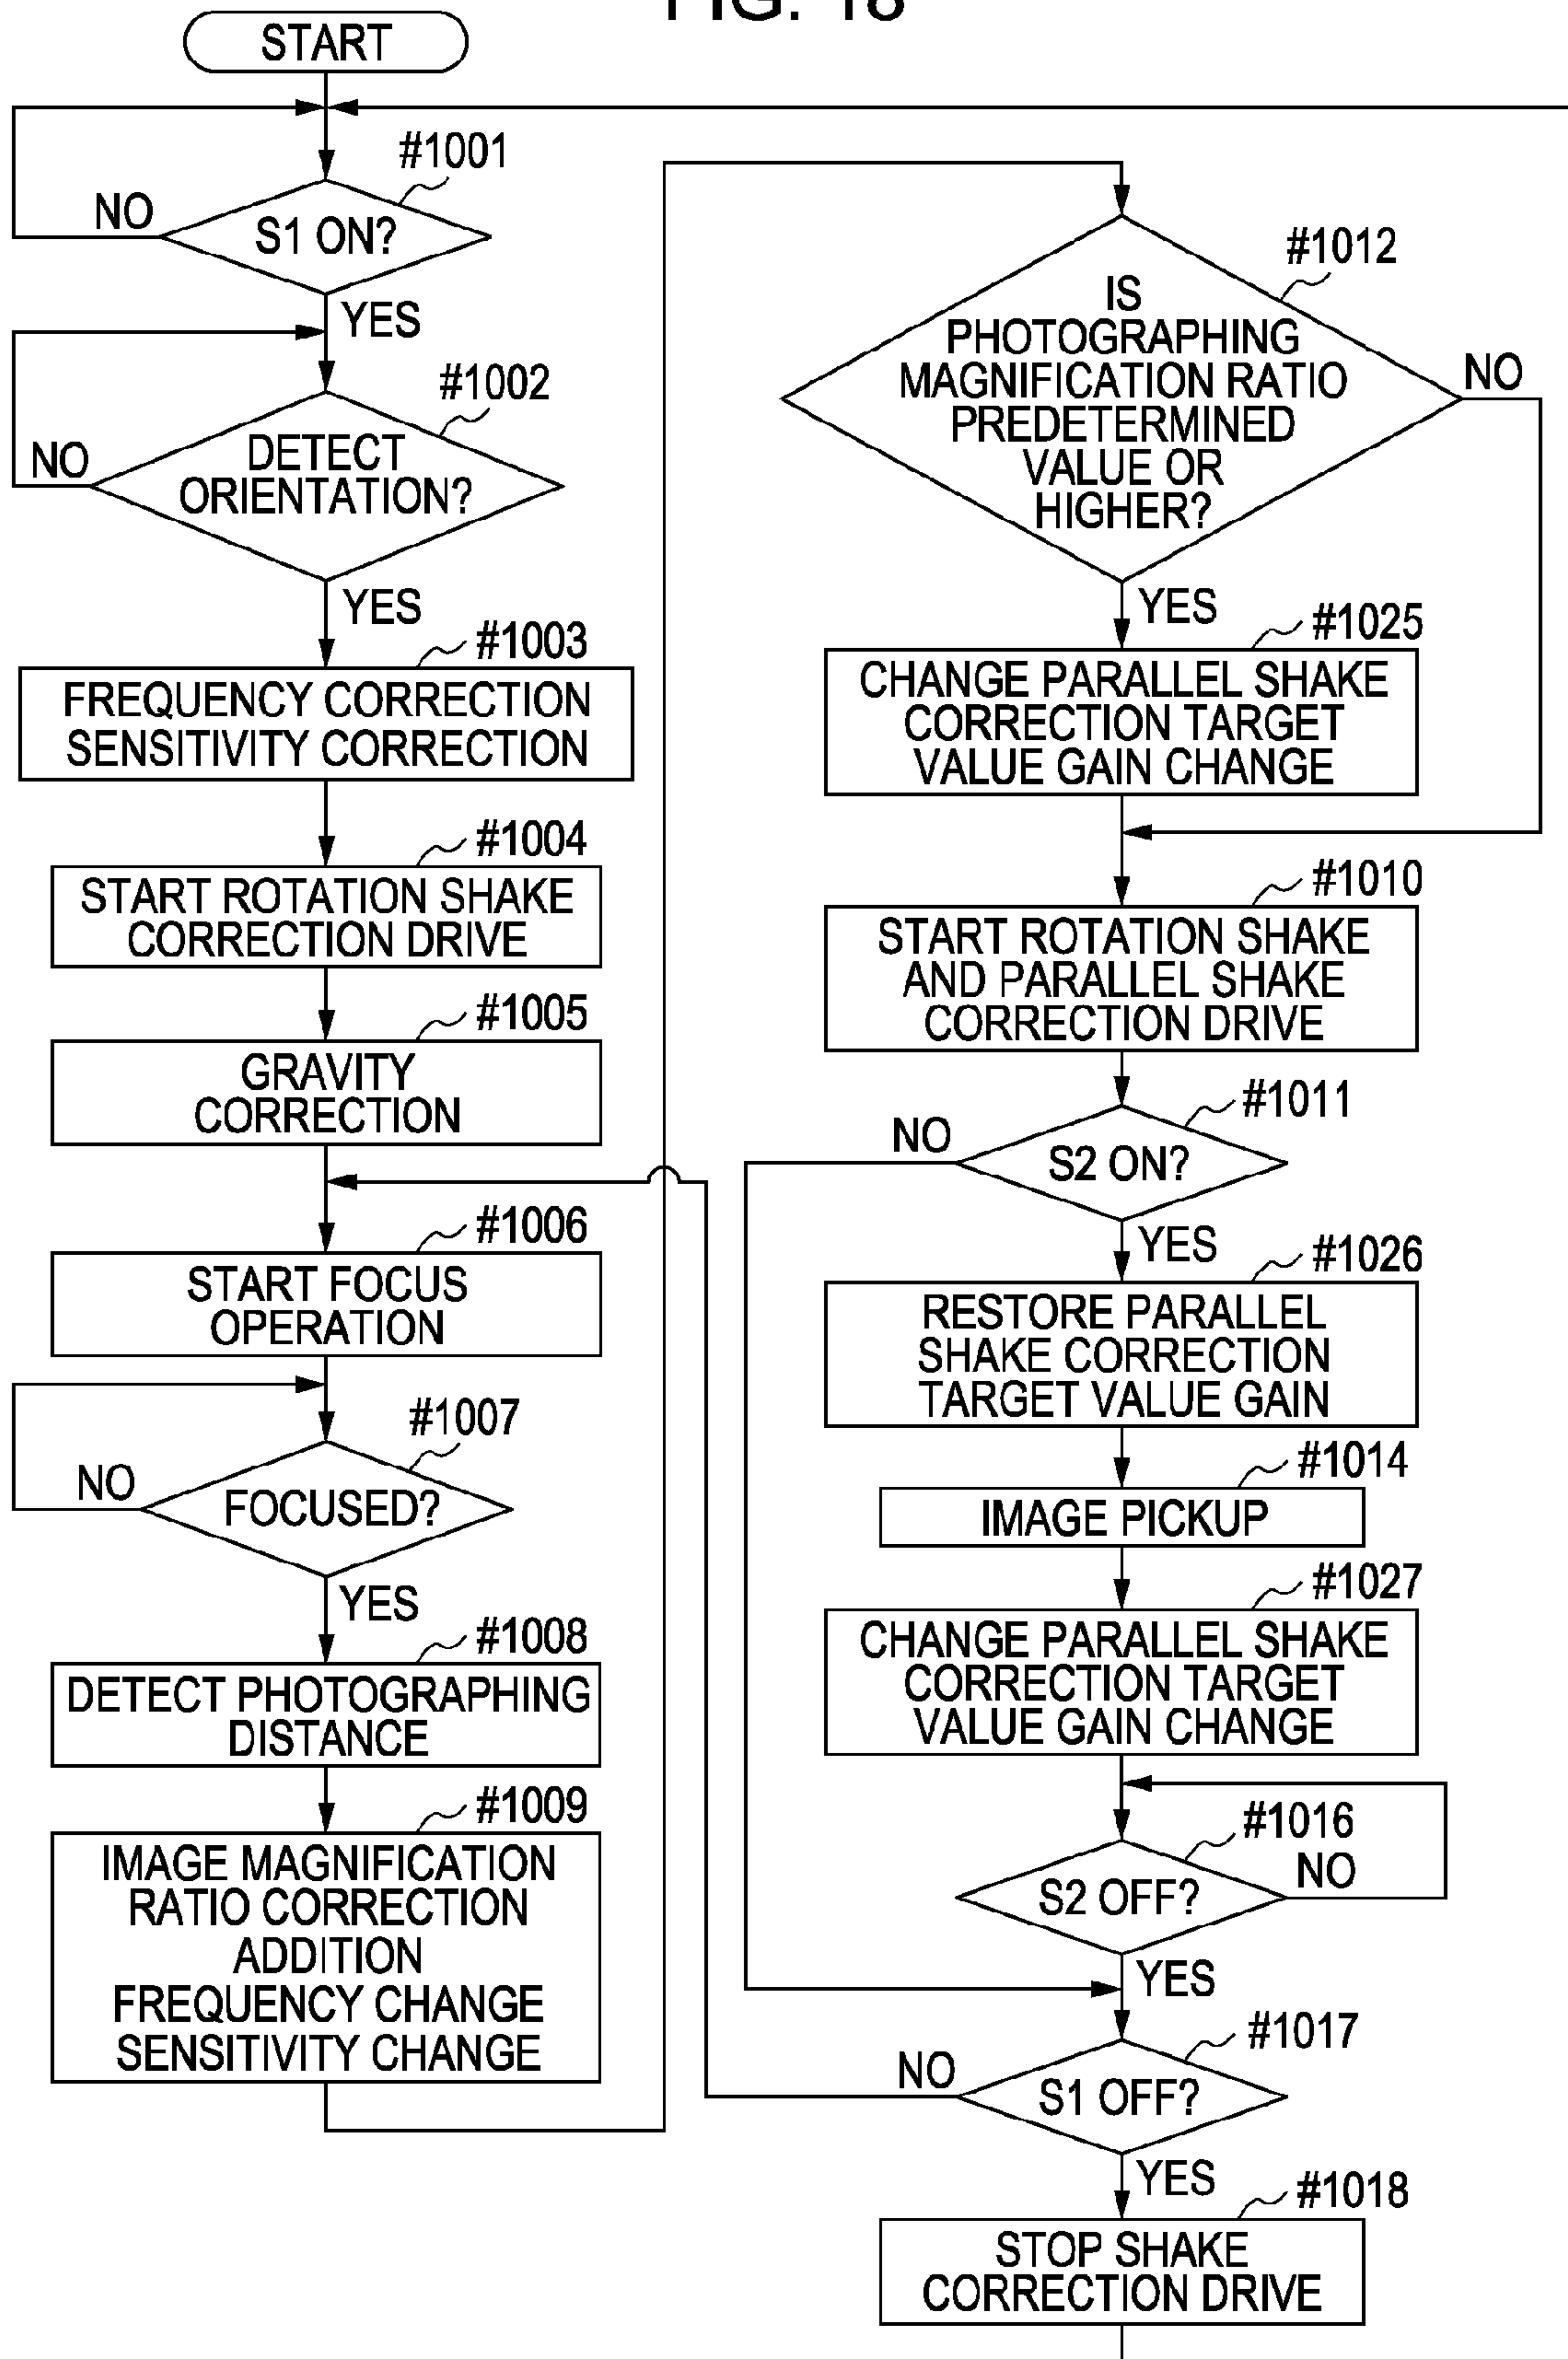 FIG. 18
START
#1001
S1 ON?
NO
YES
#1002
DETECT
ORIENTATION?
NO
YES
#1003
FREQUENCY CORRECTION
SENSITIVITY CORRECTION
#1004
START ROTATION SHAKE
CORRECTION DRIVE
#1005
GRAVITY
CORRECTION
#1006
START FOCUS
OPERATION
#1007
FOCUSED?
NO
YES
#1008
DETECT PHOTOGRAPHING
DISTANCE
#1009
IMAGE MAGNIFICATION
RATIO CORRECTION
ADDITION
FREQUENCY CHANGE
SENSITIVITY CHANGE
#1012
IS
PHOTOGRAPHING
MAGNIFICATION RATIO
PREDETERMINED
VALUE OR
HIGHER?
NO
YES
#1025
CHANGE PARALLEL SHAKE
CORRECTION TARGET
VALUE GAIN CHANGE
#1010
START ROTATION SHAKE
AND PARALLEL SHAKE
CORRECTION DRIVE
#1011
S2 ON?
NO
YES
#1026
RESTORE PARALLEL
SHAKE CORRECTION
TARGET VALUE GAIN
#1014
IMAGE PICKUP
#1027
CHANGE PARALLEL SHAKE
CORRECTION TARGET
VALUE GAIN CHANGE
#1016
S2 OFF?
NO
YES
#1017
S1 OFF?
NO
YES
#1018
STOP SHAKE
CORRECTION DRIVE